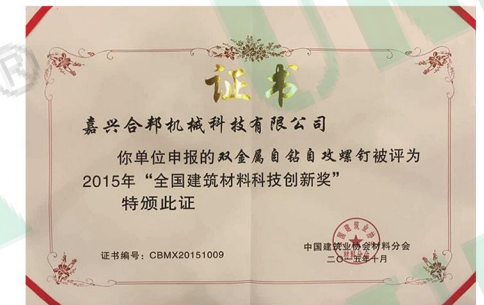 证书
嘉兴合邦机械科技有限公司
你单位申报的双金属自钻自攻螺钉被评为
2015年“全国建筑材料科技创新奖”
特颁此证
证书编号：CBMX20151009
中国建筑业协会材料分会
二〇一五年十月